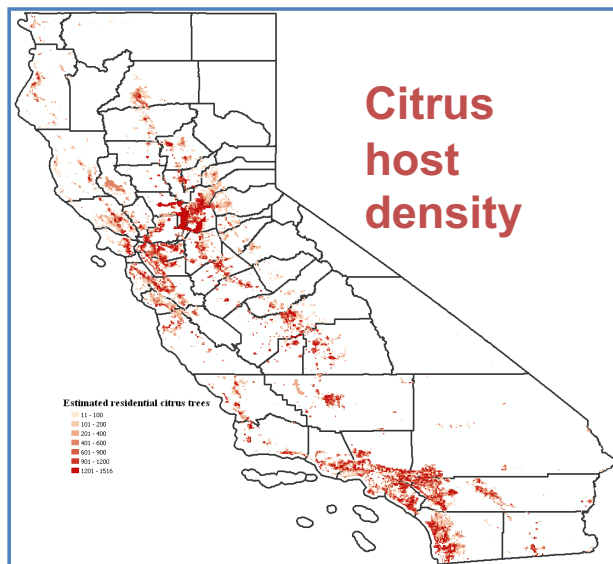 Citrus
host
density
Estimated residential citrus trees
11 - 100
101 - 200
201 - 400
401 - 600
601 - 900
901 - 1200
1201 - 1516